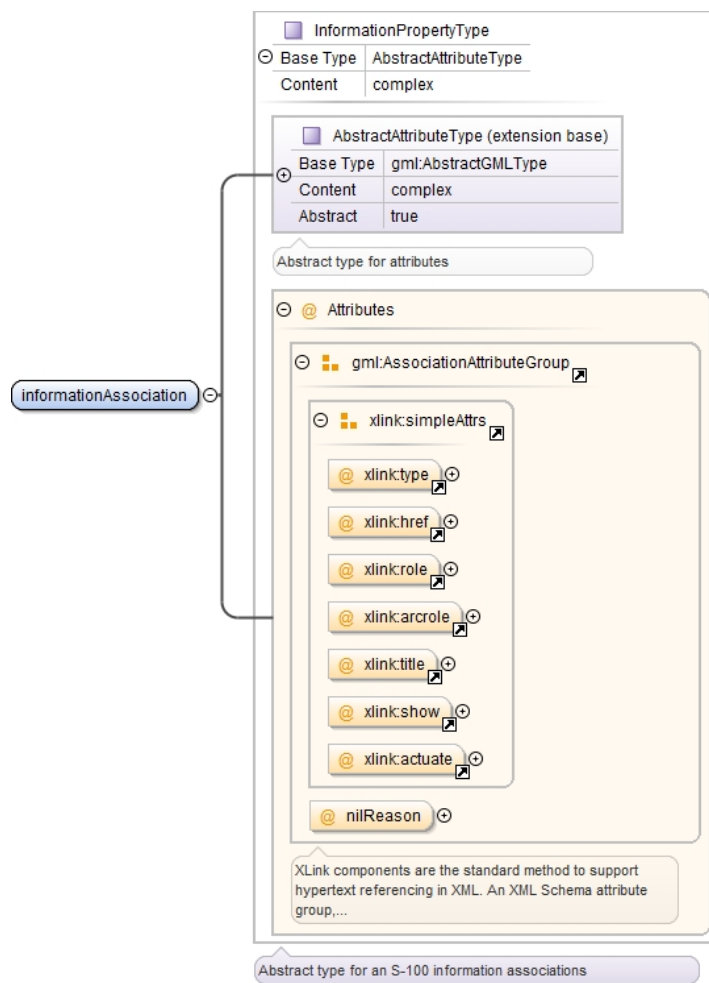 InformationPropertyType
Base Type AbstractAttributeType
Content complex
AbstractAttributeType (extension base)
Base Type gml:AbstractGMLType
Content complex
Abstract true
Abstract type for attributes
@ Attributes
gml:AssociationAttributeGroup
informationAssociation
xlink:simpleAttrs
@ xlink:type
@ xlink:href
@ xlink:role
@ xlink:arcrole
@ xlink:title
@ xlink:show
@ xlink:actuate
@ nilReason
XLink components are the standard method to support
hypertext referencing in XML. An XML Schema attribute
group,...
Abstract type for an S-100 information associations